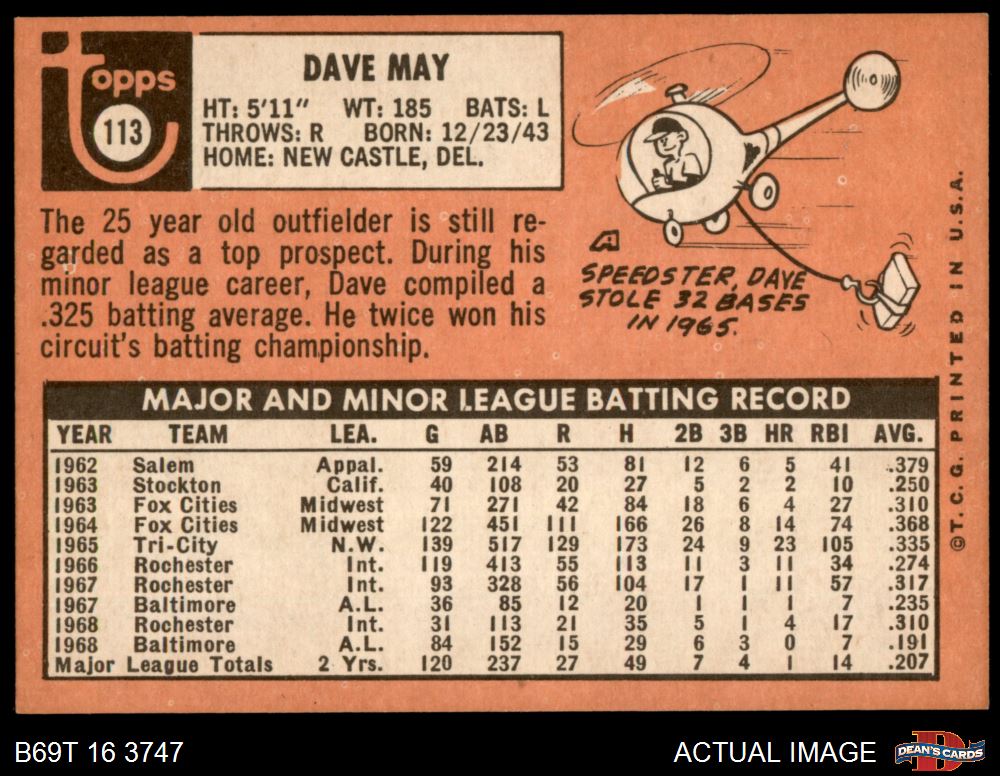 Topps
113
DAVE MAY
HT: 5'11" WT: 185 BATS: L
THROWS: R BORN: 12/23/43
HOME: NEW CASTLE, DEL.
The 25 year old outfielder is still re-
garded as a top prospect. During his
minor league career, Dave compiled a
.325 batting average. He twice won his
circuit's batting championship.
A
SPEEDSTER, DAVE
STOLE 32 BASES
IN 1965.
MAJOR AND MINOR LEAGUE BATTING RECORD
YEAR TEAM LEA. G AB R H 2B 3B HR RBI AVG.
1962 Salem Appal. 59 214 53 81 12 6 5 41 .379
1963 Stockton Calif. 40 108 20 27 5 2 2 10 .250
1963 Fox Cities Midwest 71 271 42 84 18 6 4 27 .310
1964 Fox Cities Midwest 122 451 111 166 26 8 14 74 .368
1965 Tri-City N.W. 139 517 129 173 24 9 23 105 .335
1966 Rochester Int. 119 413 55 113 11 3 11 34 .274
1967 Rochester Int. 93 328 56 104 17 1 11 57 .317
1967 Baltimore A.L. 36 85 12 20 1 1 1 7 .235
1968 Rochester Int. 31 113 21 35 5 1 4 17 .310
1968 Baltimore A.L. 84 152 15 29 6 3 0 7 .191
Major League Totals 2 Yrs. 120 237 27 49 7 4 1 14 .207
©T. C. G. PRINTED IN U.S.A.
B69T 16 3747
ACTUAL IMAGE
D
DEAN'S CARDS